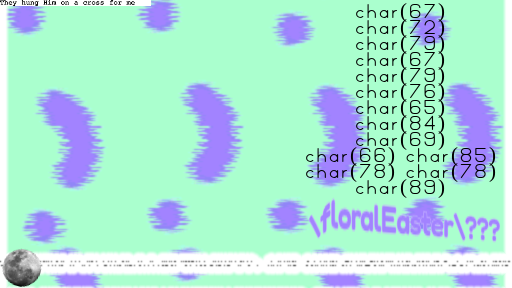 They hung Him on a cross for me
char(67)
char(72)
char(79)
char(67)
char(79)
char(76)
char(65)
char(84)
char(69)
char(66) char(85)
char(78) char(78)
char(89)
\floralEaster\???